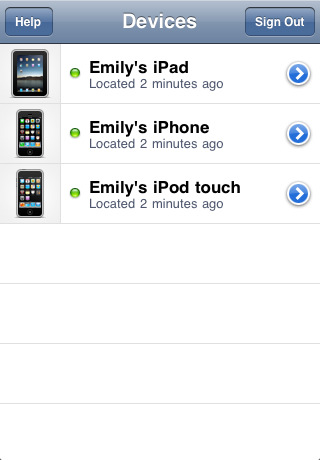 Help
Devices
Sign Out
Emily's iPad
Located 2 minutes ago
Emily's iPhone
Located 2 minutes ago
Emily's iPod touch
Located 2 minutes ago